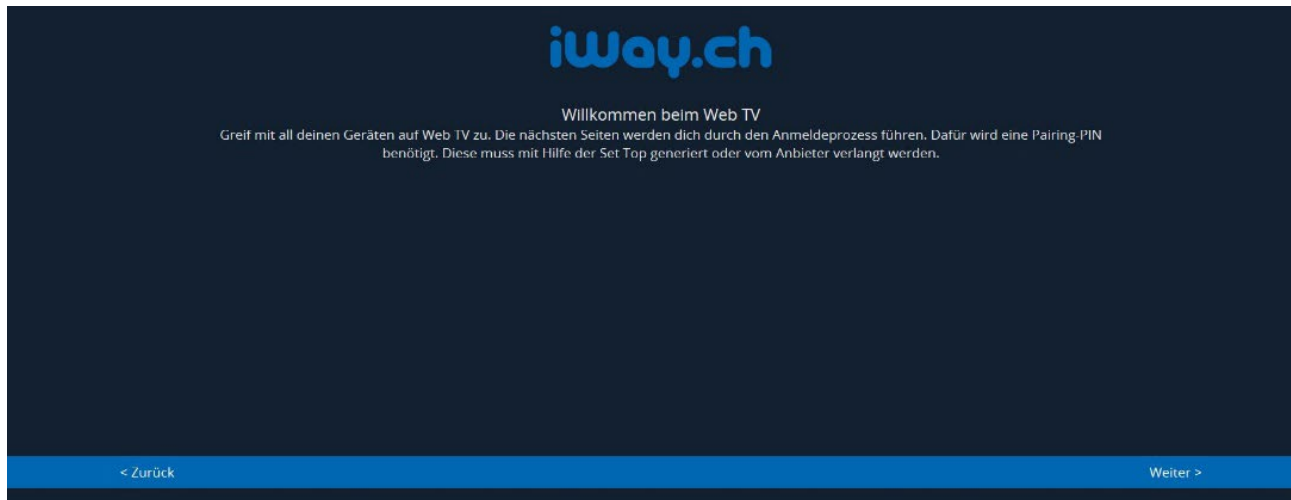 iway.ch
Willkommen beim Web TV
Greif mit all deinen Geräten auf Web TV zu. Die nächsten Seiten werden dich durch den Anmeldeprozess führen. Dafür wird eine Pairing-PIN
benötigt. Diese muss mit Hilfe der Set Top generiert oder vom Anbieter verlangt werden.
< Zurück
Weiter >